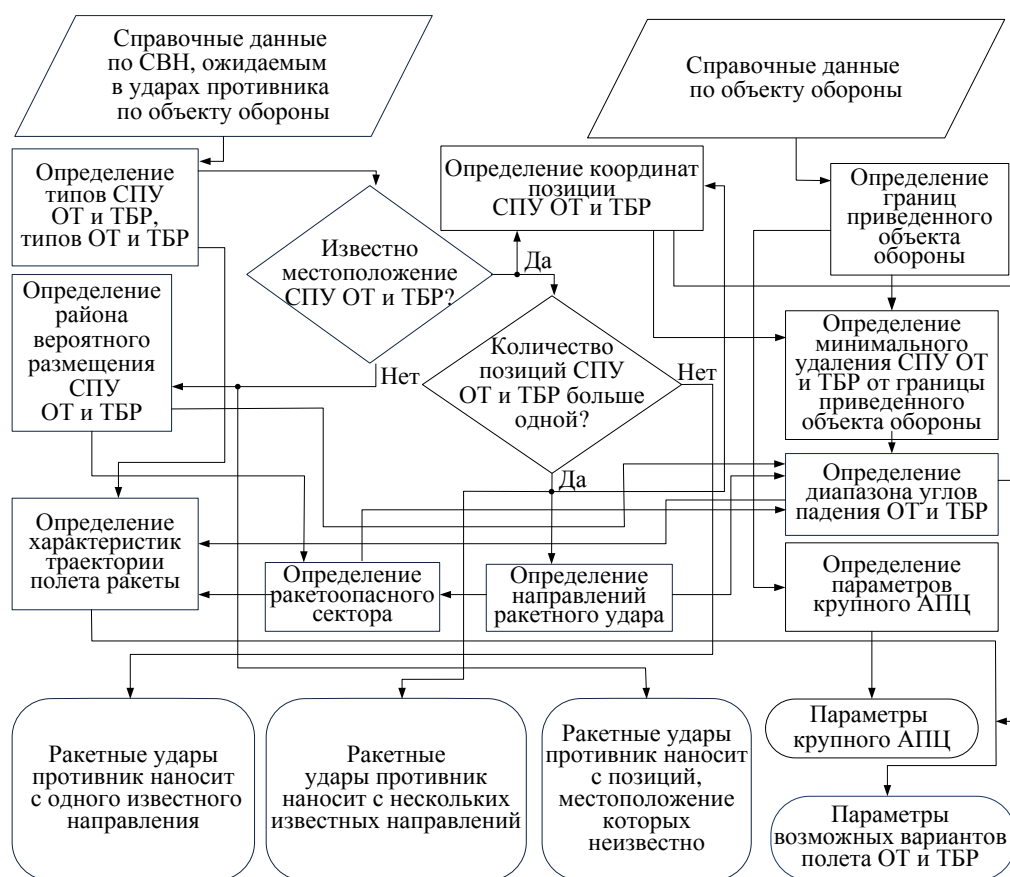 Справочные данные
по СВН, ожидаемым
в ударах противника
по объекту обороны
Справочные данные
по объекту обороны
Определение
типов СПУ
ОТ и ТБР,
типов ОТ и ТБР
Определение координат
позиции
СПУ ОТ и ТБР
Определение
границ
приведенного
объекта
обороны
Известно
местоположение
СПУ ОТ и ТБР?
Да
Нет
Определение
района
вероятного
размещения
СПУ
ОТ и ТБР
Количество
позиций СПУ
ОТ и ТБР больше
одной?
Нет
Да
Определение
минимального
удаления СПУ ОТ
и ТБР от границы
приведенного
объекта обороны
Определение
диапазона углов
падения ОТ и ТБР
Определение
характеристик
траектории
полета ракеты
Определение
ракетоопасного
сектора
Определение
направлений
ракетного удара
Определение
параметров
крупного АПЦ
Ракетные удары
противник наносит
с одного известного
направления
Ракетные
удары противник
наносит с нескольких
известных направлений
Ракетные удары
противник наносит
с позиций,
местоположение
которых
неизвестно
Параметры
крупного АПЦ
Параметры
возможных вариантов
полета ОТ и ТБР